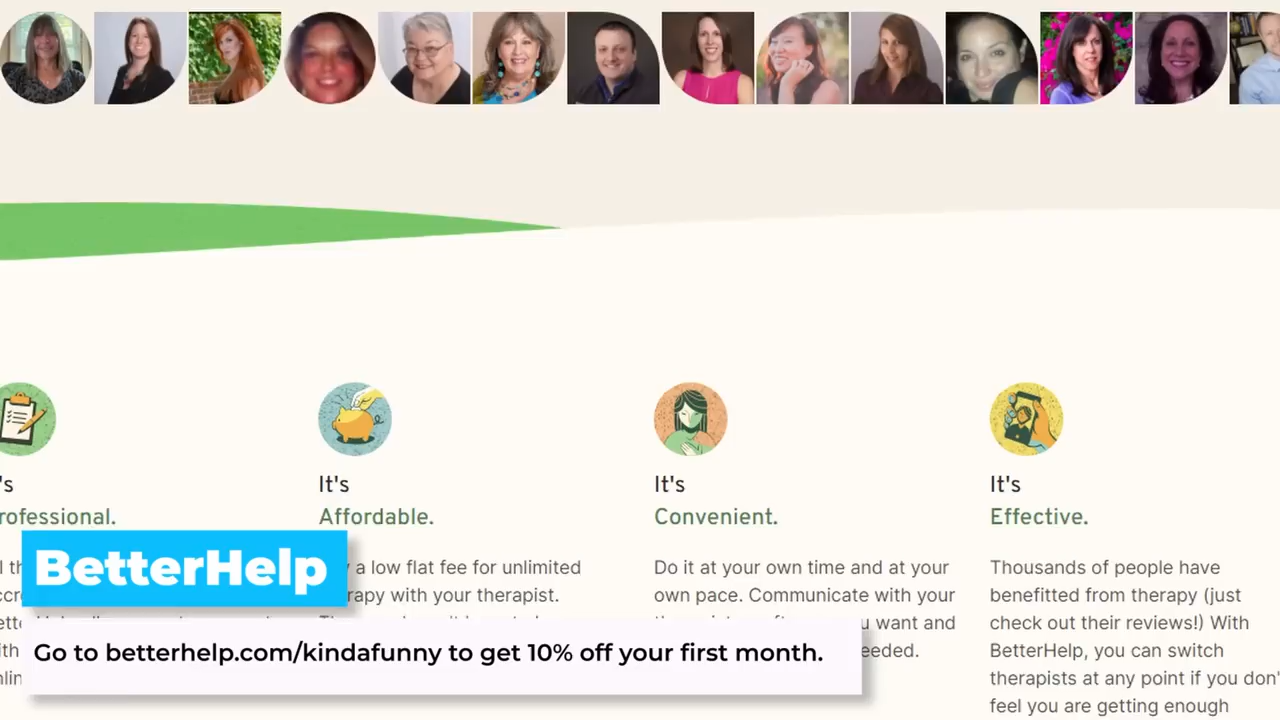 It's
Affordable.
It's
Convenient.
It's
Effective.
a low flat fee for unlimited
therapy with your therapist.
Do it at your own time and at your
own pace. Communicate with your
u want and
eeded.
Thousands of people have
benefitted from therapy (just
check out their reviews!) With
BetterHelp, you can switch
therapists at any point if you don'
feel you are getting enough
rofessional.
BetterHelp
Go to betterhelp.com/kindafunny to get 10% off your first month.